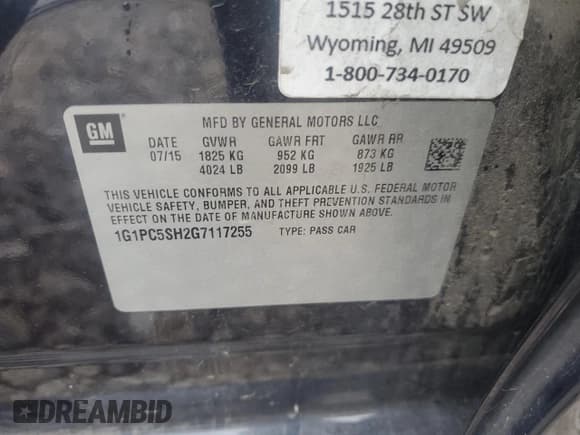 1515 28th ST SW
Wyoming, MI 49509
1-800-734-0170
GM
MFD BY GENERAL MOTORS LLC
DATE GVWR GAWR FRT GAWR RR
07/15 1825 KG 952 KG 873 KG
4024 LB 2099 LB 1925 LB
THIS VEHICLE CONFORMS TO ALL APPLICABLE U.S. FEDERAL MOTOR
VEHICLE SAFETY, BUMPER, AND THEFT PREVENTION STANDARDS IN
EFFECT ON THE DATE OF MANUFACTURE SHOWN ABOVE.
1G1PC5SH2G7117255 TYPE: PASS CAR
DREAMBID